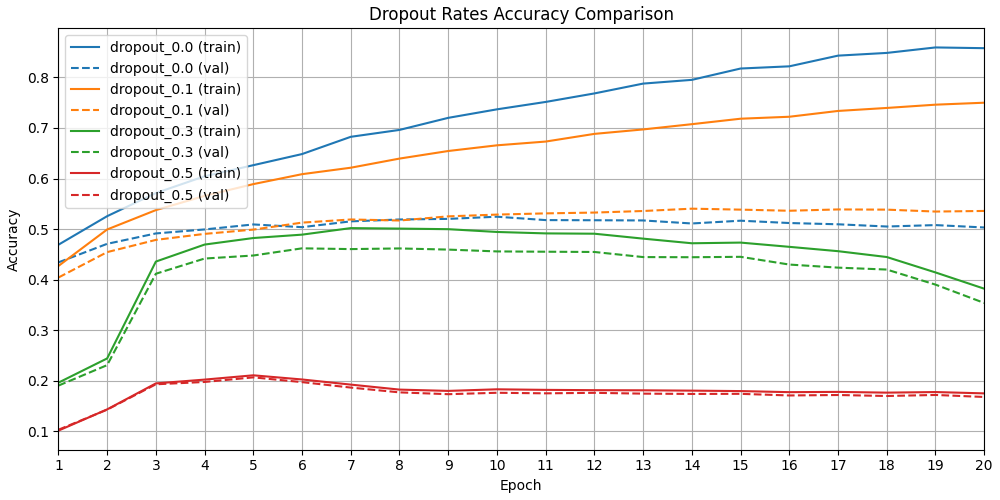 Dropout Rates Accuracy Comparison
dropout_0.0 (train)
dropout_0.0 (val)
dropout_0.1 (train)
dropout_0.1 (val)
dropout_0.3 (train)
dropout_0.3 (val)
dropout_0.5 (train)
dropout_0.5 (val)
Accuracy
0.8
0.7
0.6
0.5
0.4
0.3
0.2
0.1
1 2 3 4 5 6 7 8 9 10 11 12 13 14 15 16 17 18 19 20
Epoch